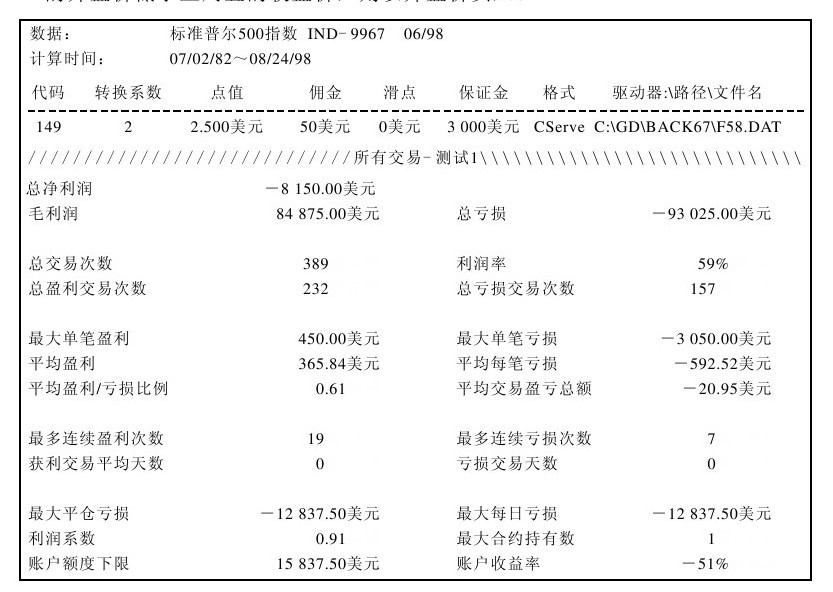 数据： 标准普尔500指数 IND-9967 06/98
计算时间： 07/02/82～08/24/98
代码 转换系数 点值 佣金 滑点 保证金 格式 驱动器:\路径\文件名
149 2 2.500美元 50美元 0美元 3 000美元 CServe C:\GD\BACK67\F58.DAT
////////////////////////////所有交易-测试1\\\\\\\\\\\\\\\\\\\\\\\\\\\\
总净利润 －8 150.00美元
毛利润 84 875.00美元 总亏损 －93 025.00美元
总交易次数 389 利润率 59%
总盈利交易次数 232 总亏损交易次数 157
最大单笔盈利 450.00美元 最大单笔亏损 －3 050.00美元
平均盈利 365.84美元 平均每笔亏损 －592.52美元
平均盈利/亏损比例 0.61 平均交易盈亏总额 －20.95美元
最多连续盈利次数 19 最多连续亏损次数 7
获利交易平均天数 0 亏损交易天数 0
最大平仓亏损 －12 837.50美元 最大每日亏损 －12 837.50美元
利润系数 0.91 最大合约持有数 1
账户额度下限 15 837.50美元 账户收益率 －51%